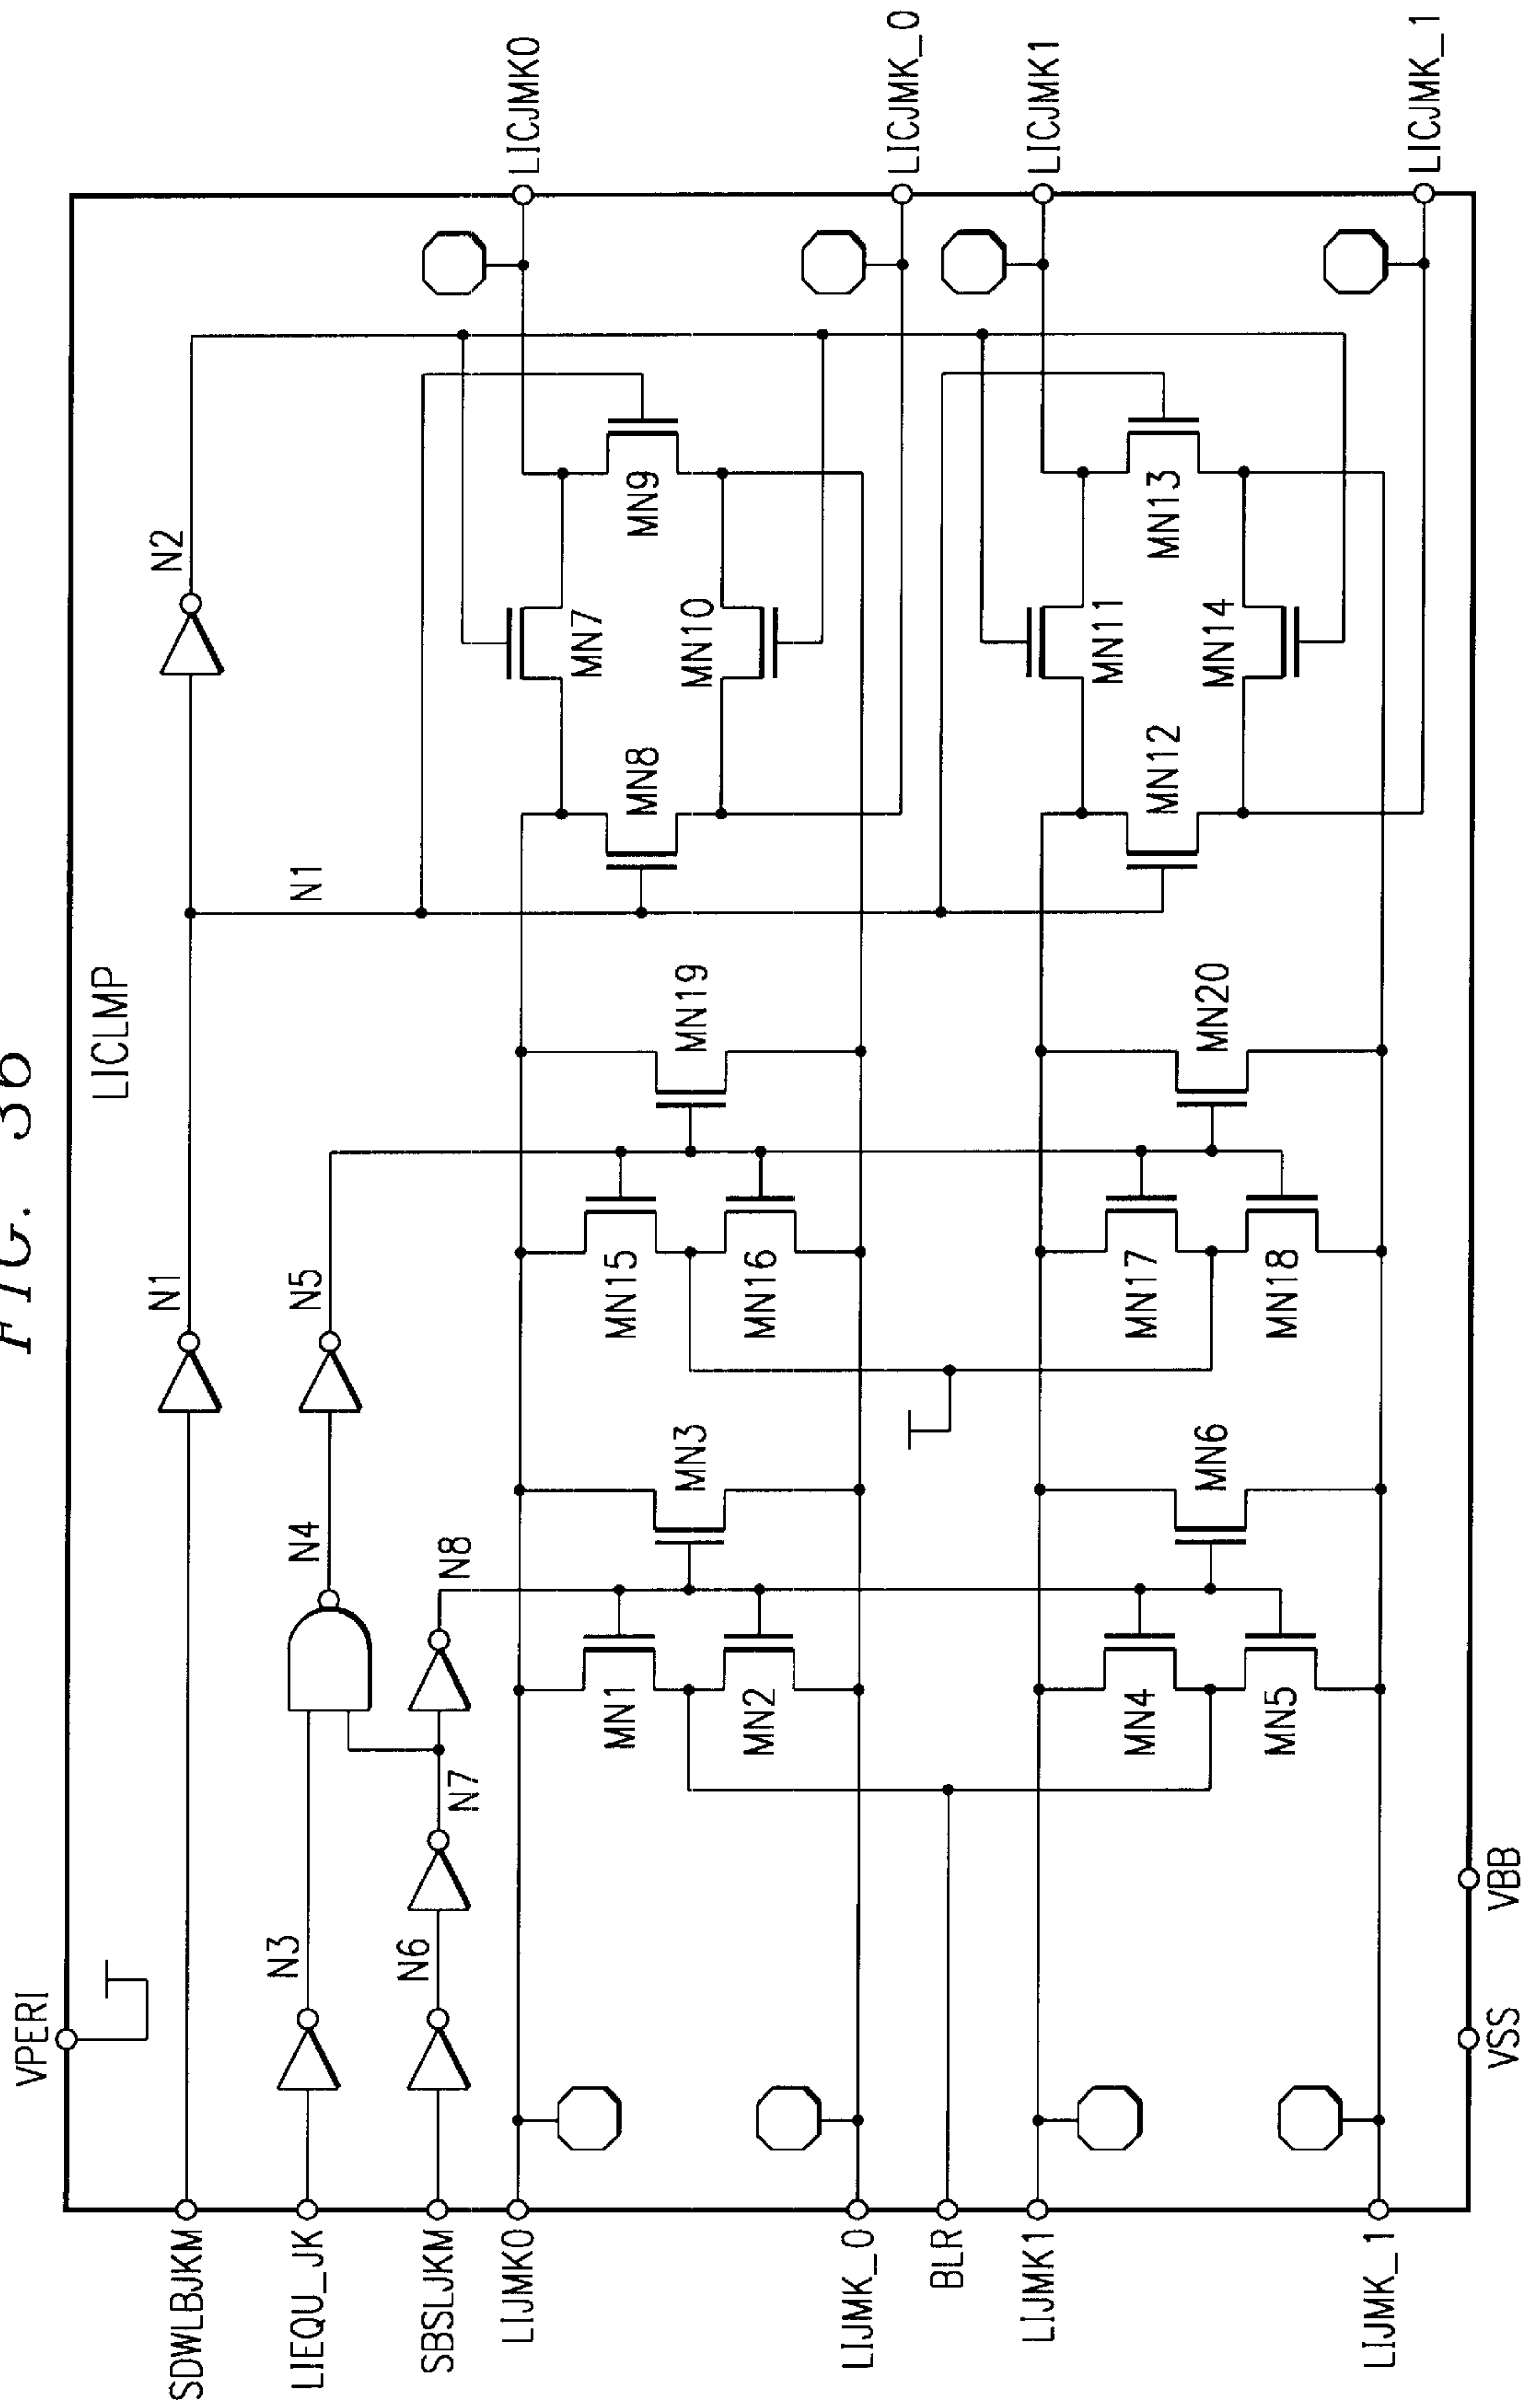 FIG. 36
LICLMP
VPERI
SDWLBJKM
N1
N2
LIEQU_JK
N3
N4
N5
N1
SBSLJKM
N6
N7
N8
LIJMK0
LICJMK0
MN1
MN2
MN3
MN15
MN16
MN19
MN8
MN7
MN10
MN9
LIJMK_0
LICJMK_0
BLR
LIJMK1
LICJMK1
MN4
MN5
MN6
MN17
MN18
MN20
MN12
MN11
MN14
MN13
LIJMK_1
LICJMK_1
VSS
VBB